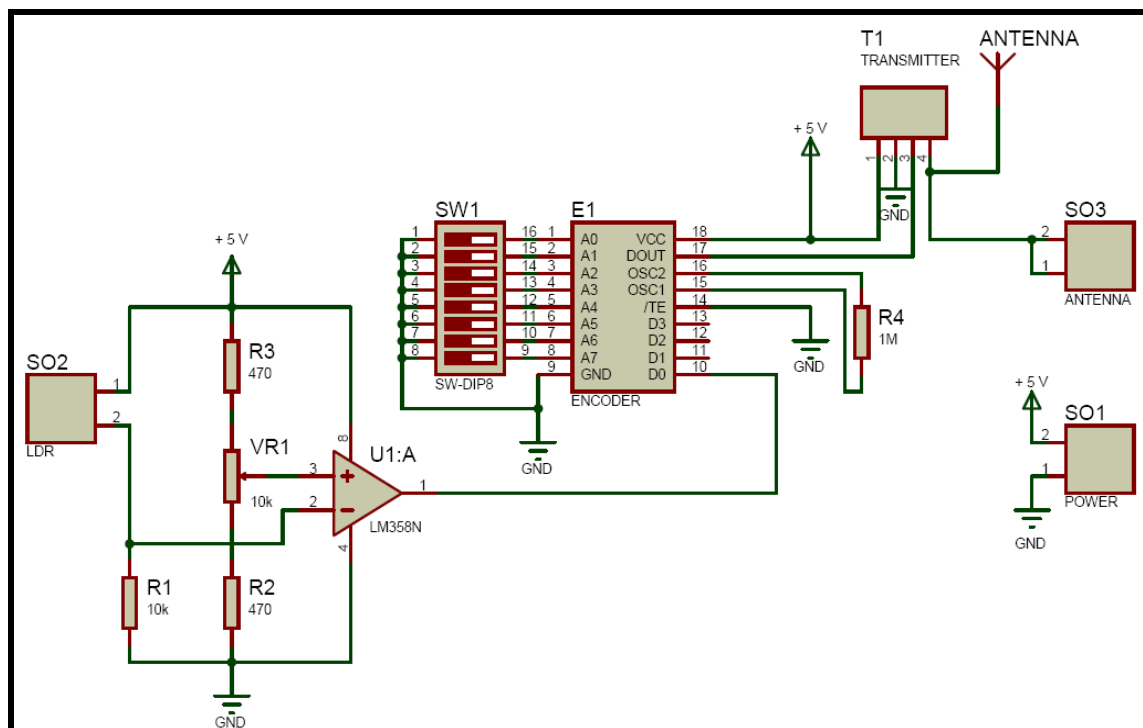 T1
TRANSMITTER
ANTENNA
1
2
3
4
+ 5 V
GND
SO3
2
1
ANTENNA
SW1
1
2
3
4
5
6
7
8
16
15
14
13
12
11
10
9
SW-DIP8
E1
1
2
3
4
5
6
7
8
9
A0
A1
A2
A3
A4
A5
A6
A7
GND
VCC
DOUT
OSC2
OSC1
/TE
D3
D2
D1
D0
18
17
16
15
14
13
12
11
10
ENCODER
GND
GND
R4
1M
+ 5 V
SO1
2
1
POWER
GND
+ 5 V
SO2
1
2
LDR
R3
470
VR1
10k
R1
10k
R2
470
U1:A
8
3
2
1
4
+
−
LM358N
GND